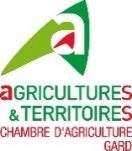 a
aGRICULTURES
& TERRITOIRES
CHAMBRE D'AGRICULTURE
GARD